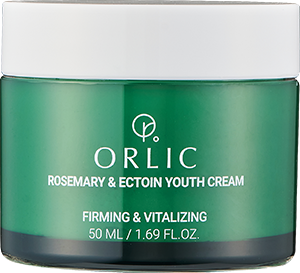 ORLIC
ROSEMARY & ECTOIN YOUTH CREAM
FIRMING & VITALIZING
50 ML / 1.69 FL.OZ.